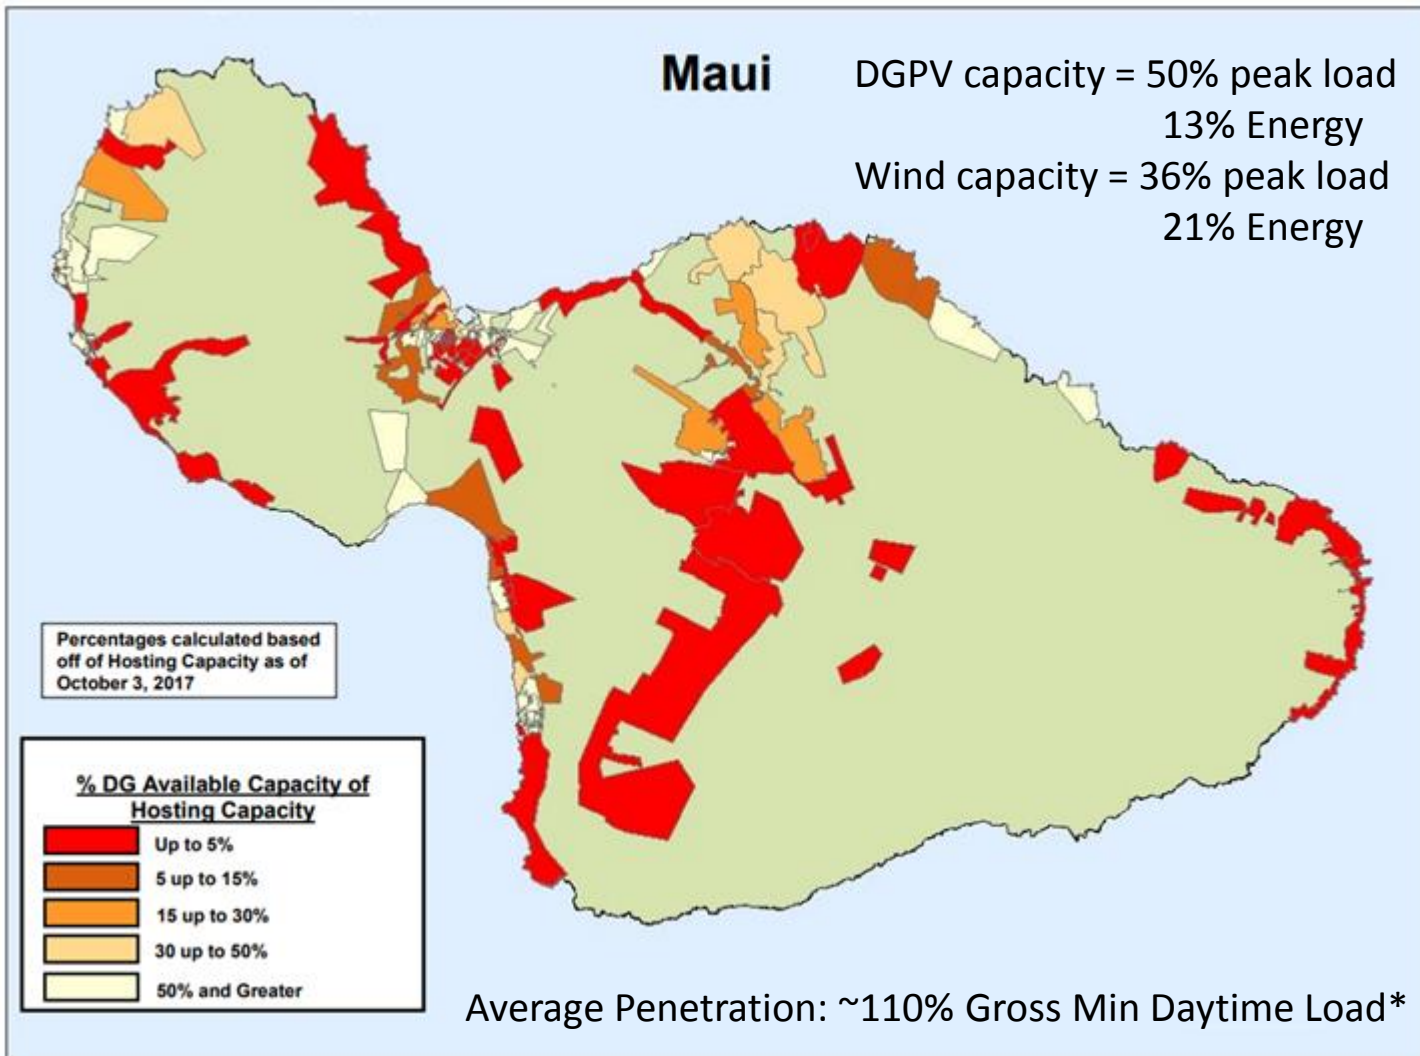 Maui
DGPV capacity = 50% peak load
13% Energy
Wind capacity = 36% peak load
21% Energy
Percentages calculated based
off of Hosting Capacity as of
October 3, 2017
% DG Available Capacity of
Hosting Capacity
Up to 5%
5 up to 15%
15 up to 30%
30 up to 50%
50% and Greater
Average Penetration: ~110% Gross Min Daytime Load*